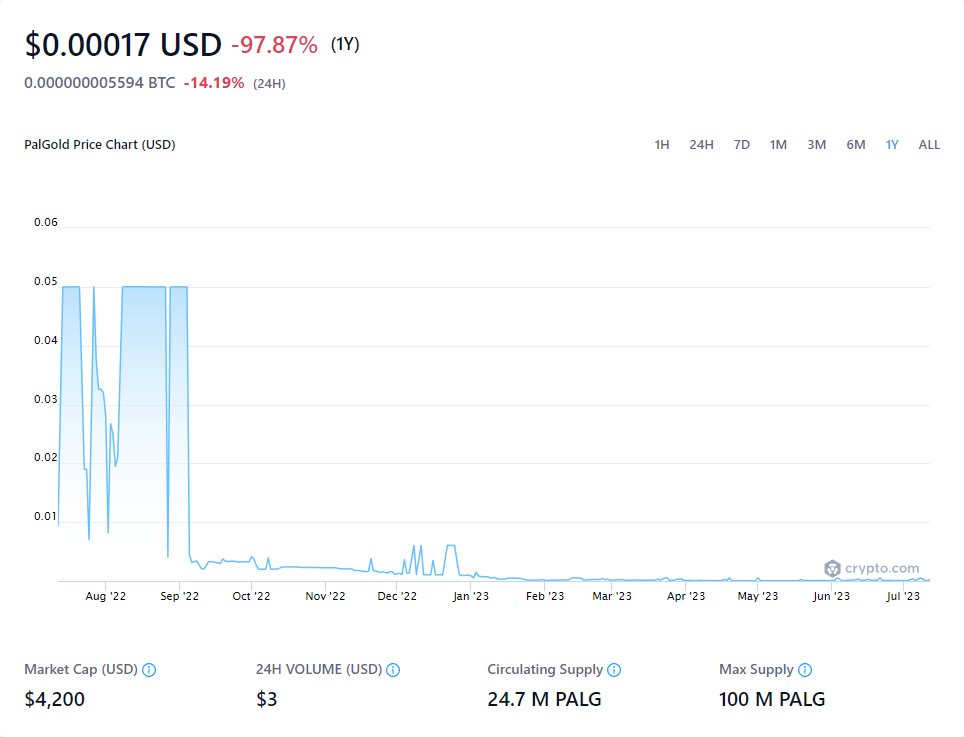 $0.00017 USD -97.87% (1Y)
0.000000005594 BTC -14.19% (24H)
PalGold Price Chart (USD)
1H 24H 7D 1M 3M 6M 1Y ALL
0.06
0.05
0.04
0.03
0.02
0.01
crypto.com
Aug '22 Sep '22 Oct '22 Nov '22 Dec '22 Jan '23 Feb '23 Mar '23 Apr '23 May '23 Jun '23 Jul '23
Market Cap (USD) 24H VOLUME (USD) Circulating Supply Max Supply
$4,200 $3 24.7 M PALG 100 M PALG